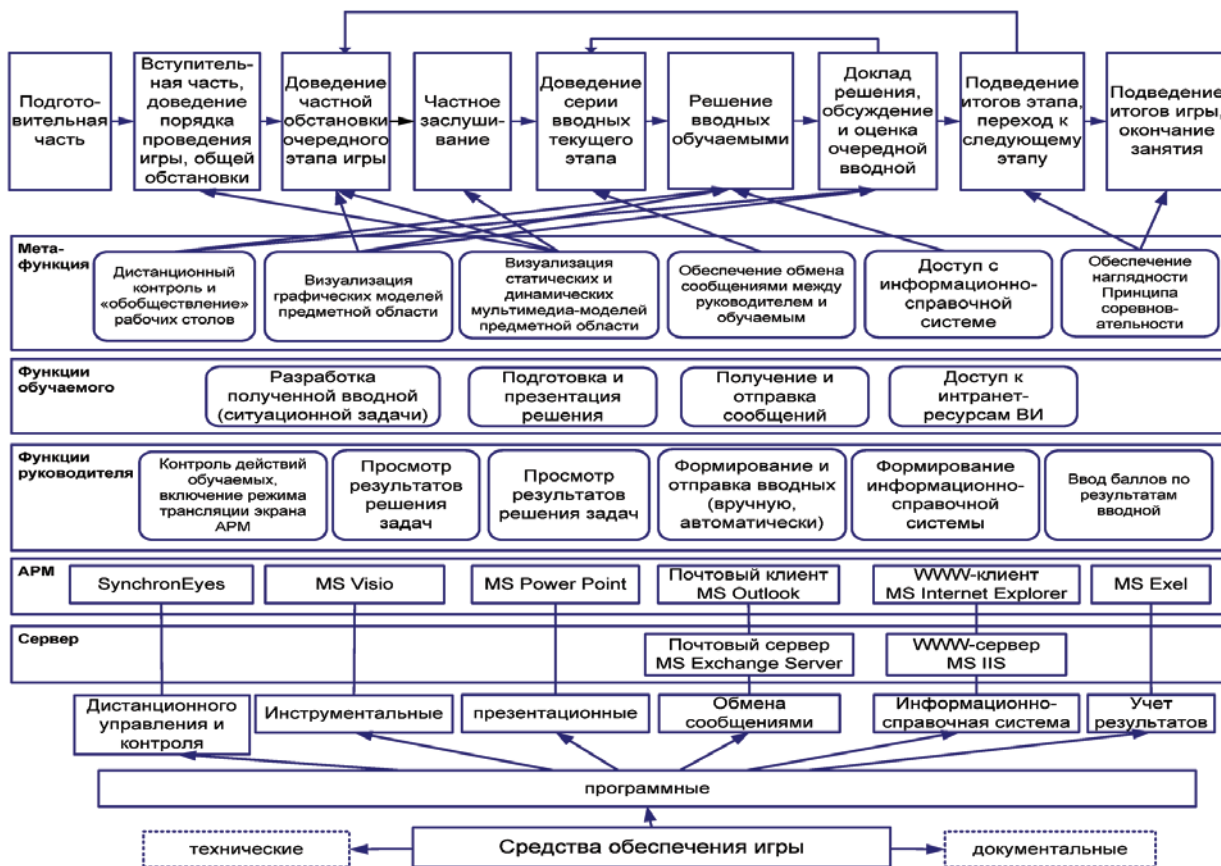 Подгото-
вительная
часть
Вступитель-
ная часть,
доведение
порядка
проведения
игры, общей
обстановки
Доведение
частной
обстановки
очередного
этапа игры
Частное
заслуши-
вание
Доведение
серии
вводных
текущего
этапа
Решение
вводных
обучаемыми
Доклад
решения,
обсуждение
и оценка
очередной
вводной
Подведение
итогов этапа,
переход к
следующему
этапу
Подведение
итогов игры,
окончание
занятия
Мета-
функция
Дистанционный
контроль и
«обобществление»
рабочих столов
Визуализация
графических моделей
предметной области
Визуализация
статических и
динамических
мультимедиа-моделей
предметной области
Обеспечение обмена
сообщениями между
руководителем и
обучаемым
Доступ с
информационно-
справочной
системе
Обеспечение
наглядности
Принципа
соревнов-
ательности
Функции
обучаемого
Разработка
полученной вводной
(ситуационной задачи)
Подготовка и
презентация
решения
Получение и
отправка
сообщений
Доступ к
интранет-
ресурсам ВИ
Функции
руководителя
Контроль действий
обучаемых,
включение режима
трансляции экрана
АРМ
Просмотр
результатов
решения
задач
Просмотр
результатов
решения задач
Формирование и
отправка вводных
(вручную,
автоматически)
Формирование
информационно-
справочной
системы
Ввод баллов по
результатам
вводной
АРМ
SynchronEyes
MS Visio
MS Power Point
Почтовый клиент
MS Outlook
WWW-клиент
MS Internet Explorer
MS Exel
Сервер
Почтовый сервер
MS Exchange Server
WWW-сервер
MS IIS
Дистанционного
управления и
контроля
Инструментальные
презентационные
Обмена
сообщениями
Информационно-
справочная система
Учет
результатов
программные
технические
Средства обеспечения игры
документальные